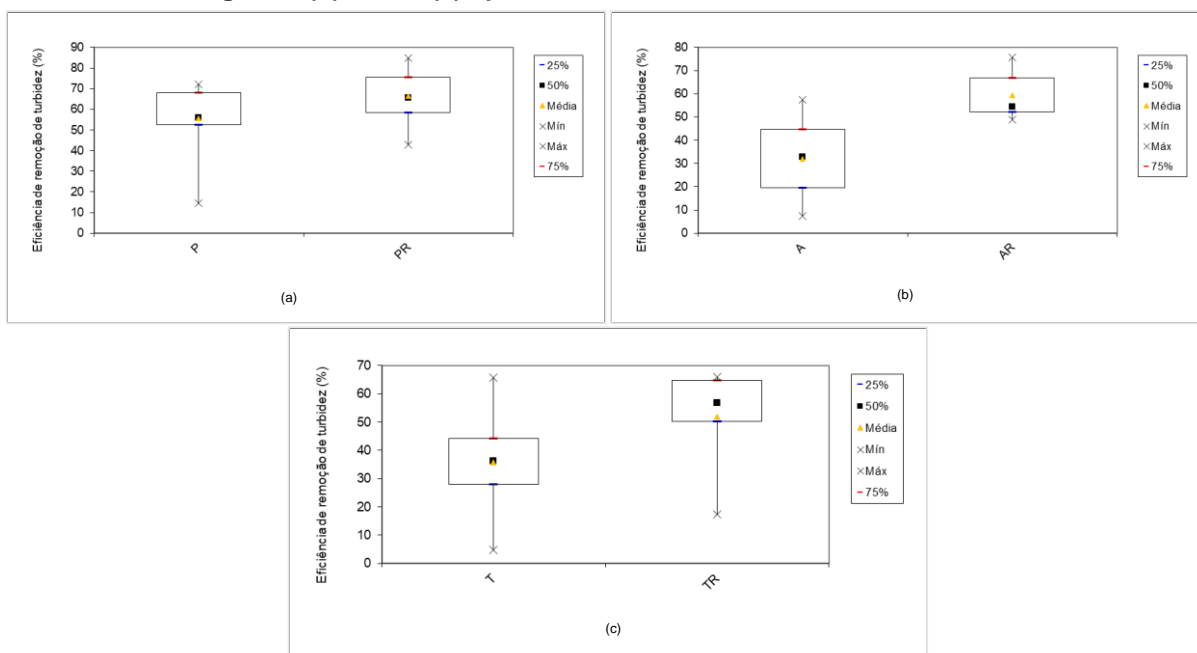 Eficiência de remoção de turbidez (%)
90
80
70
60
50
40
30
20
10
0
P
PR
25%
50%
Média
Mín
Máx
75%
(a)
Eficiência de remoção de turbidez (%)
80
70
60
50
40
30
20
10
0
A
AR
25%
50%
Média
Mín
Máx
75%
(b)
Eficiência de remoção de turbidez (%)
70
60
50
40
30
20
10
0
T
TR
25%
50%
Média
Mín
Máx
75%
(c)